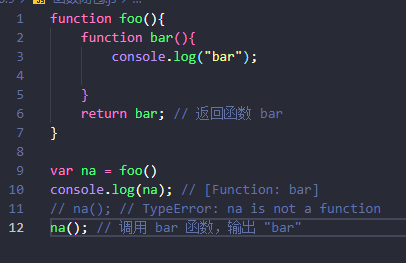 1 function foo(){
2     function bar(){
3         console.log("bar");
4
5     }
6     return bar; // 返回函数 bar
7 }
8
9 var na = foo()
10 console.log(na); // [Function: bar]
11 // na(); // TypeError: na is not a function
12 na(); // 调用 bar 函数，输出 "bar"